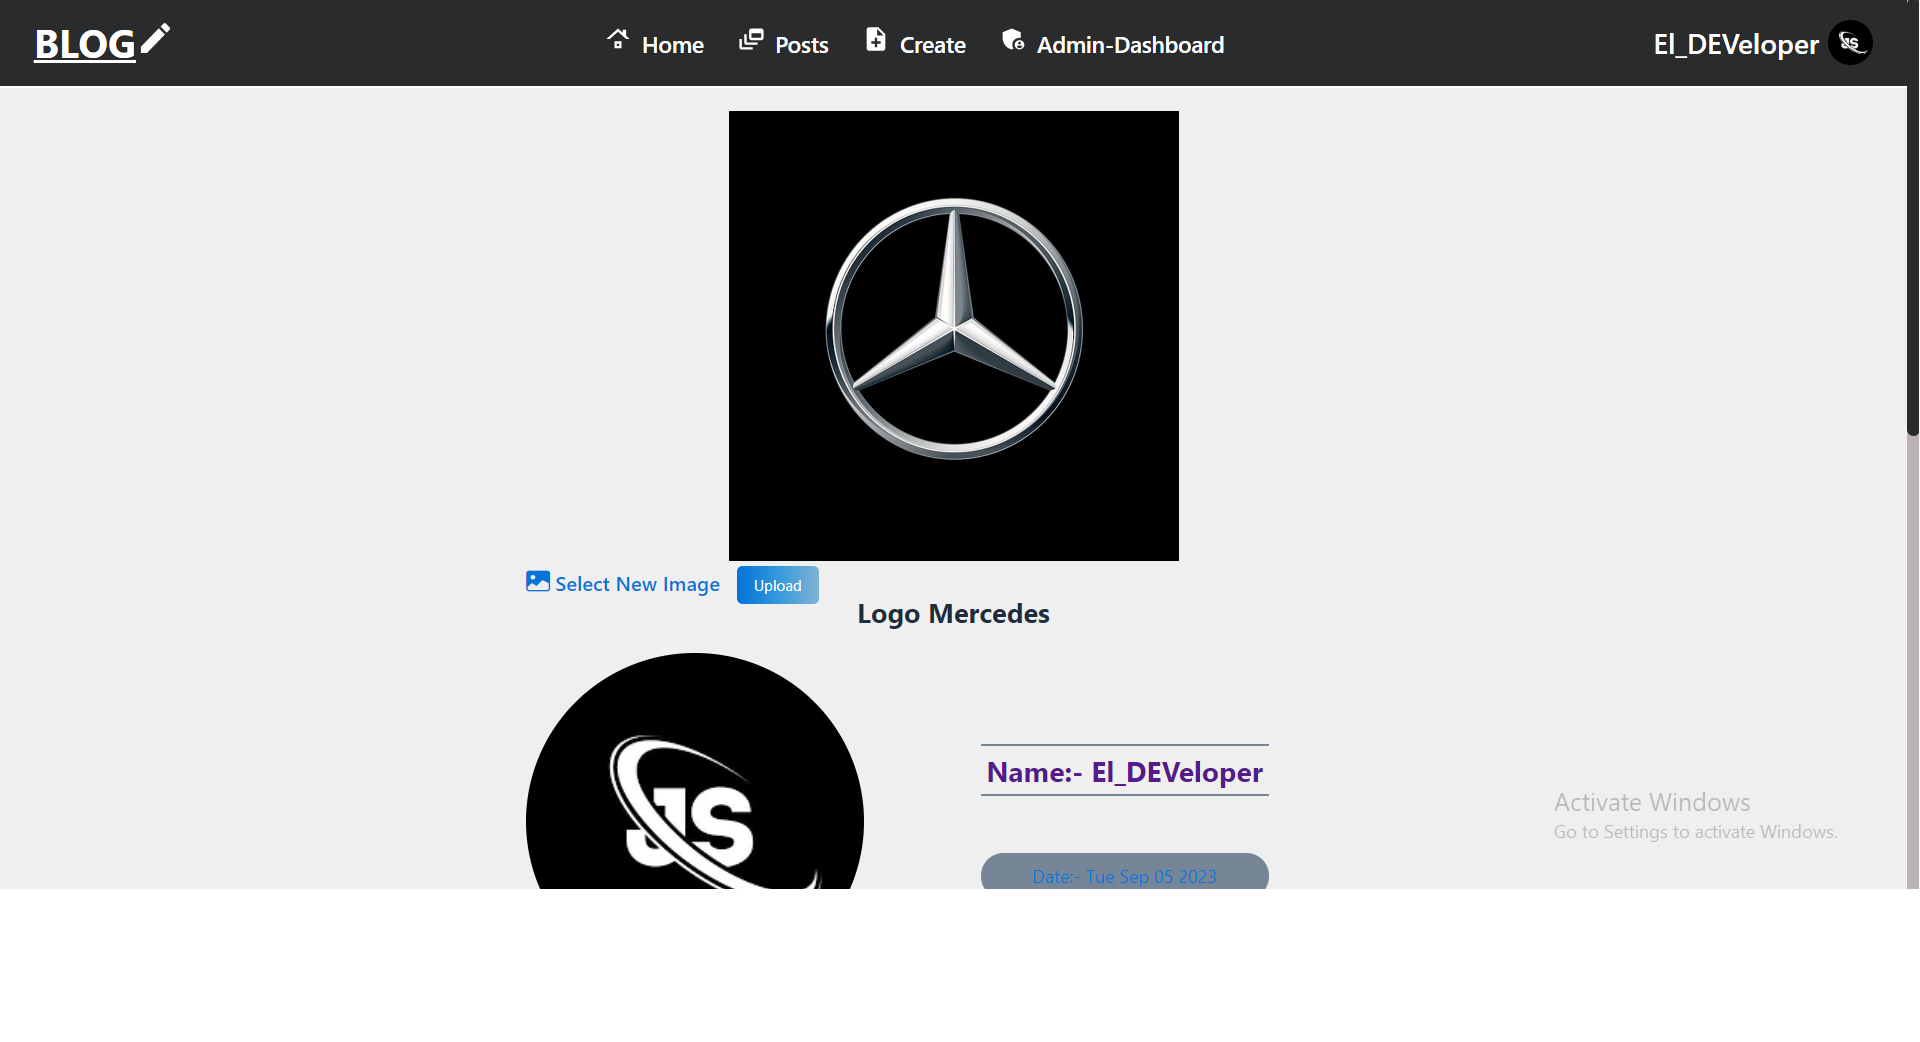 BLOG
Home
Posts
Create
Admin-Dashboard
El_DEVeloper
JS
Select New Image
Upload
Logo Mercedes
JS
Name:- El_DEVeloper
Date:- Tue Sep 05 2023
Activate Windows
Go to Settings to activate Windows.